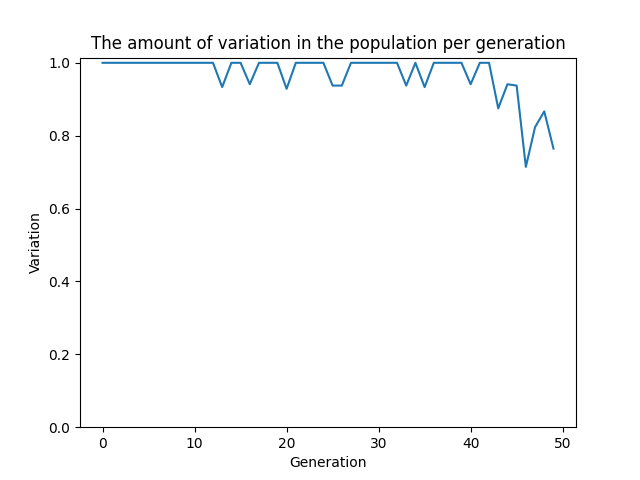 The amount of variation in the population per generation
1.0
0.8
0.6
0.4
0.2
0.0
Variation
0 10 20 30 40 50
Generation